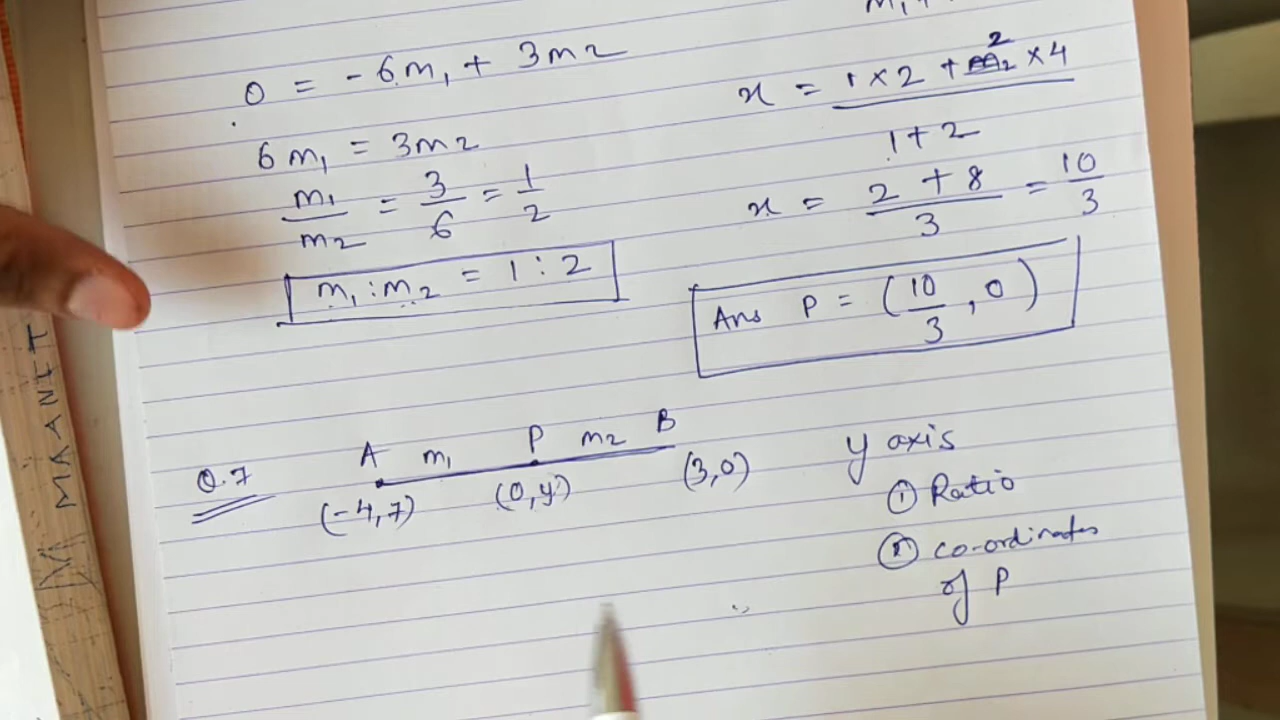 0 = -6m₁ + 3m2
6m₁ = 3m2
m₁/m2 = 3/6 = 1/2
m₁ : m₂ = 1 : 2
x = 1×2 + 2×4
1+2
x = 2+8/3 = 10/3
Ans P = (10/3, 0)
Q.7
A m₁ P m2 B
(-4,7) (0,y) (3,0)
y axis
① Ratio
② co-ordinates
of P
MAANET